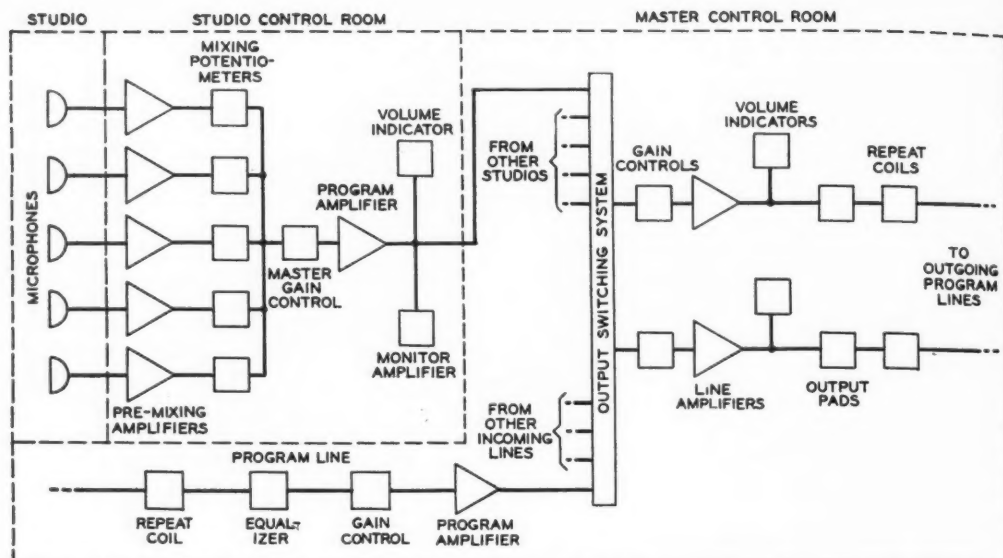 STUDIO
STUDIO CONTROL ROOM
MASTER CONTROL ROOM
MIXING
POTENTIO-
METERS
VOLUME
INDICATOR
PROGRAM
AMPLIFIER
MICROPHONES
MASTER
GAIN
CONTROL
MONITOR
AMPLIFIER
PRE-MIXING
AMPLIFIERS
FROM
OTHER
STUDIOS
OUTPUT SWITCHING SYSTEM
GAIN
CONTROLS
VOLUME
INDICATORS
REPEAT
COILS
TO
OUTGOING
PROGRAM
LINES
LINE
AMPLIFIERS
OUTPUT
PADS
FROM
OTHER
INCOMING
LINES
PROGRAM LINE
REPEAT
COIL
EQUAL-
IZER
GAIN
CONTROL
PROGRAM
AMPLIFIER